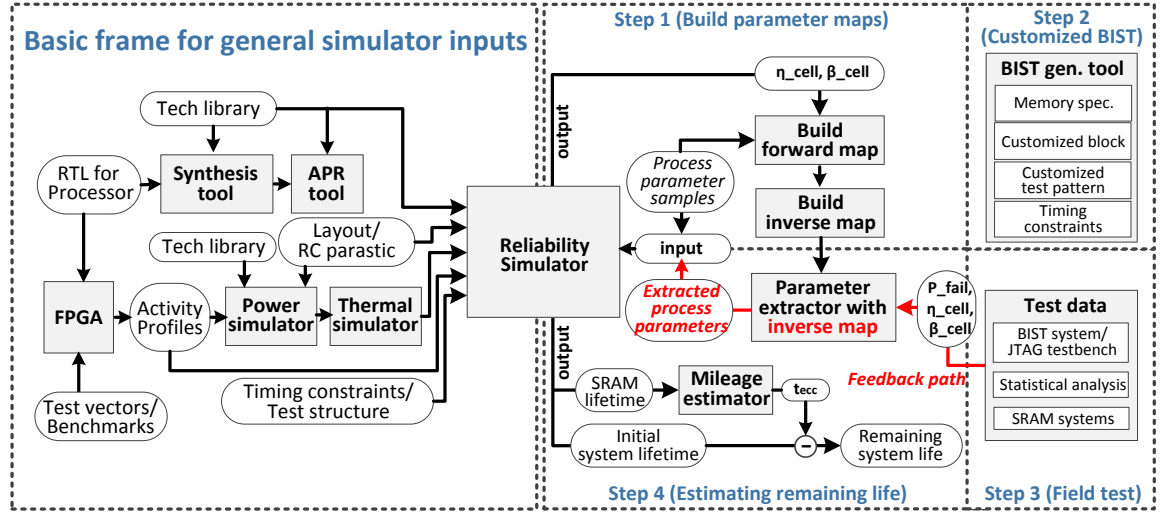 Basic frame for general simulator inputs
Tech library
RTL for
Processor
Synthesis
tool
APR
tool
Layout/
RC parastic
Tech library
FPGA
Activity
Profiles
Power
simulator
Thermal
simulator
Timing constraints/
Test structure
Test vectors/
Benchmarks
Reliability
Simulator
Step 1 (Build parameter maps)
output
η_cell, β_cell
Build
forward map
Process
parameter
samples
Build
inverse map
input
Extracted
process
parameters
Parameter
extractor with
inverse map
P_fail,
η_cell,
β_cell
Feedback path
output
SRAM
lifetime
Mileage
estimator
tecc
Initial
system lifetime
−
Remaining
system life
Step 4 (Estimating remaining life)
Step 2
(Customized BIST)
BIST gen. tool
Memory spec.
Customized block
Customized
test pattern
Timing
constraints
Test data
BIST system/
JTAG testbench
Statistical analysis
SRAM systems
Step 3 (Field test)